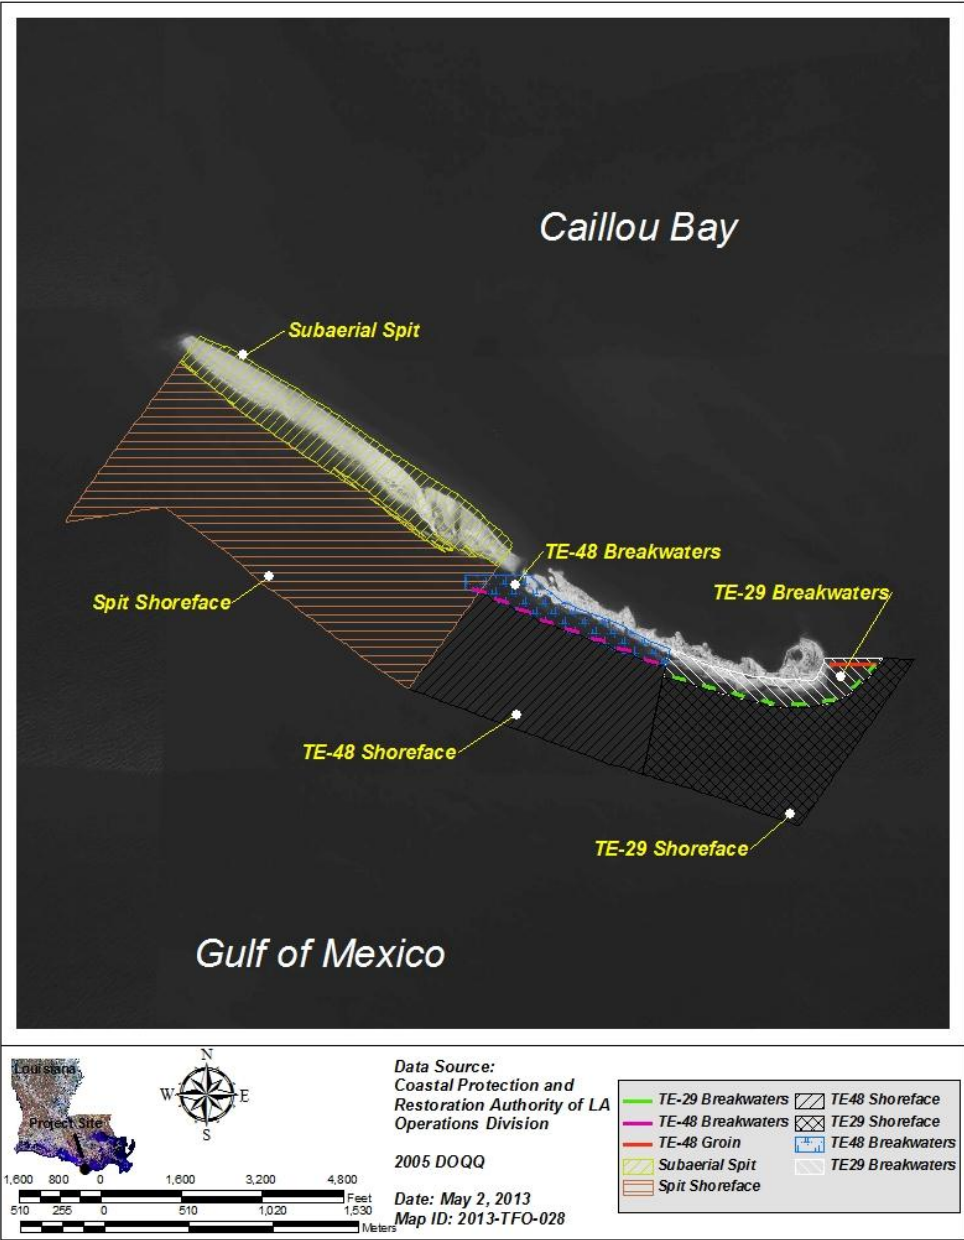 Caillou Bay
Subaerial Spit
TE-48 Breakwaters
TE-29 Breakwaters
Spit Shoreface
TE-48 Shoreface
TE-29 Shoreface
Gulf of Mexico
Louisiana
Project Site
N
W
E
S
1,600 800 0 1,600 3,200 4,800
Feet
510 255 0 510 1,020 1,530
Meters
Data Source:
Coastal Protection and
Restoration Authority of LA
Operations Division
2005 DOQQ
Date: May 2, 2013
Map ID: 2013-TFO-028
TE-29 Breakwaters
TE-48 Breakwaters
TE-48 Groin
Subaerial Spit
Spit Shoreface
TE48 Shoreface
TE29 Shoreface
TE48 Breakwaters
TE29 Breakwaters